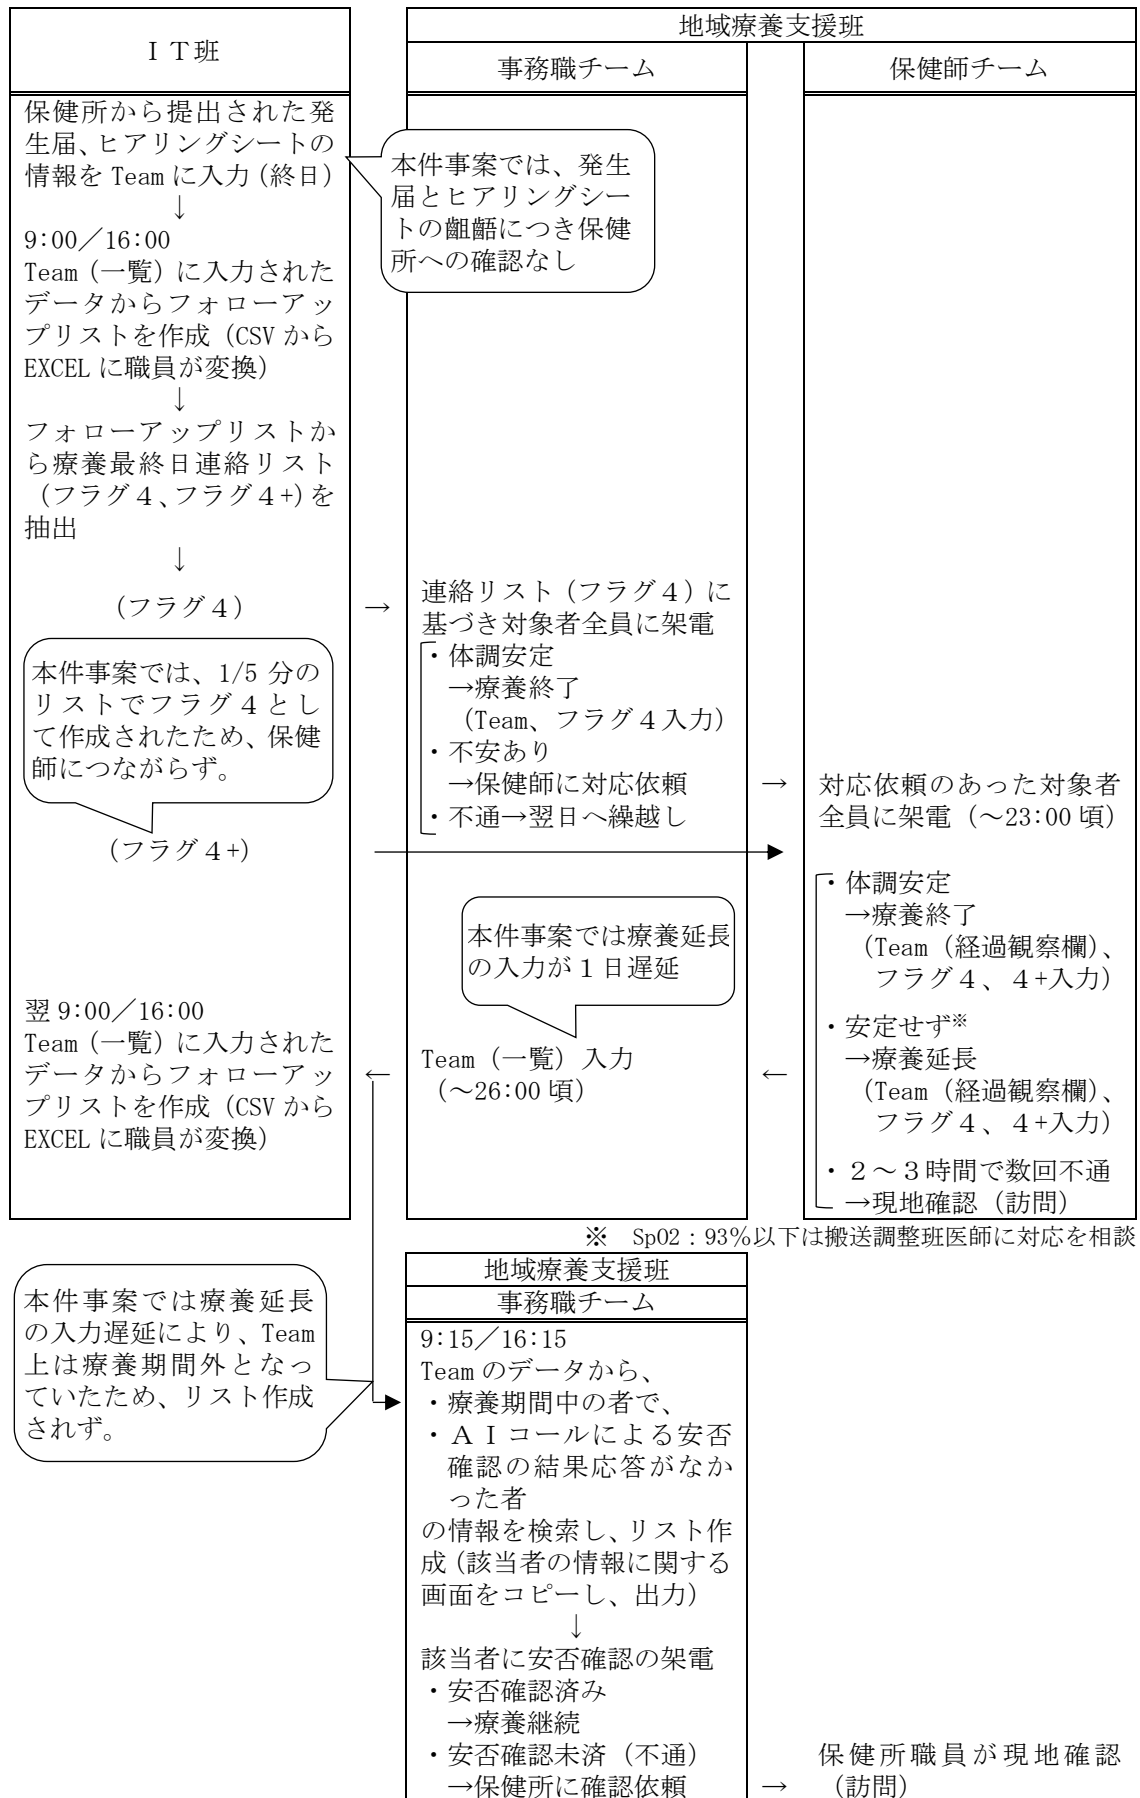 ＩＴ班
保健所から提出された発
生届、ヒアリングシートの
情報を Team に入力（終日）
↓
9:00／16:00
Team（一覧）に入力された
データからフォローアッ
プリストを作成（CSV から
EXCEL に職員が変換）
↓
フォローアップリストか
ら療養最終日連絡リスト
（フラグ４、フラグ４+）を
抽出
↓
（フラグ４）
→
本件事案では、1/5 分の
リストでフラグ４とし
て作成されたため、保健
師につながらず。
（フラグ４+）
翌 9:00／16:00
Team（一覧）に入力された
データからフォローアッ
プリストを作成（CSV から
EXCEL に職員が変換）
地域療養支援班
事務職チーム
本件事案では、発生
届とヒアリングシー
トの齟齬につき保健
所への確認なし
連絡リスト（フラグ４）に
基づき対象者全員に架電
・体調安定
→療養終了
（Team、フラグ４入力）
・不安あり
→保健師に対応依頼
・不通→翌日へ繰越し
→
本件事案では療養延長
の入力が１日遅延
Team（一覧）入力
（～26:00 頃）
←
保健師チーム
対応依頼のあった対象者
全員に架電（～23:00 頃）
・体調安定
→療養終了
（Team（経過観察欄）、
フラグ４、４+入力）
・安定せず※
→療養延長
（Team（経過観察欄）、
フラグ４、４+入力）
・２～３時間で数回不通
→現地確認（訪問）
←
※　SpO2：93％以下は搬送調整班医師に対応を相談
本件事案では療養延長
の入力遅延により、Team
上は療養期間外となっ
ていたため、リスト作成
されず。
地域療養支援班
事務職チーム
9:15／16:15
Team のデータから、
・療養期間中の者で、
・ＡＩコールによる安否
確認の結果応答がなか
った者
の情報を検索し、リスト作
成（該当者の情報に関する
画面をコピーし、出力）
↓
該当者に安否確認の架電
・安否確認済み
→療養継続
・安否確認未済（不通）
→保健所に確認依頼
→
保健所職員が現地確認
（訪問）